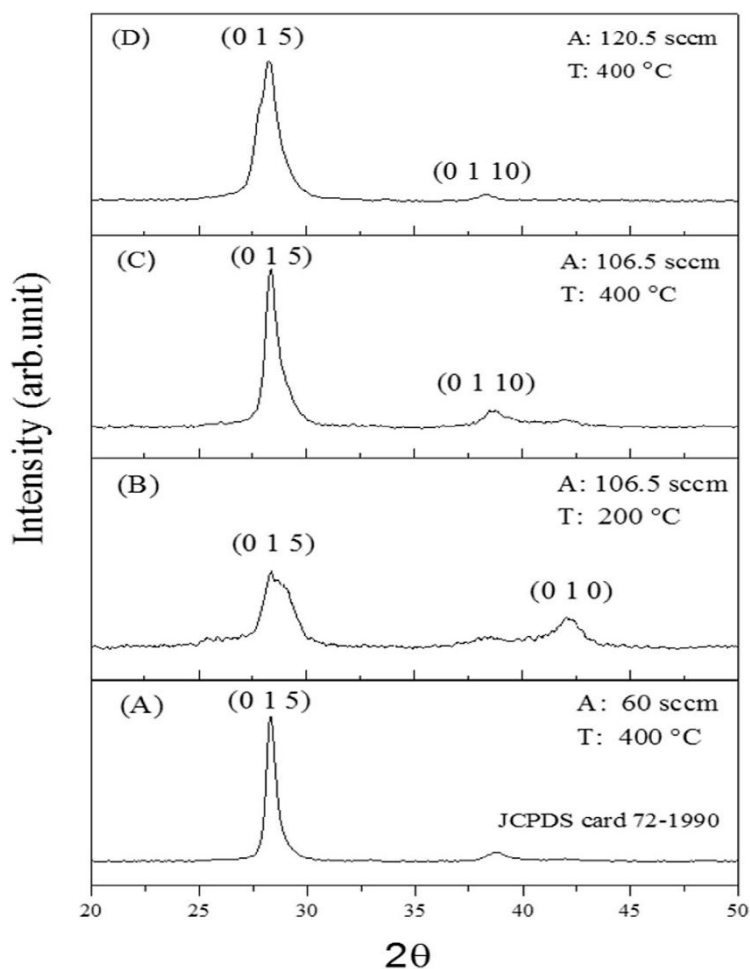 (D)
(0 1 5)
A: 120.5 sccm
T: 400 °C
(0 1 10)
(C)
(0 1 5)
A: 106.5 sccm
T: 400 °C
(0 1 10)
(B)
(0 1 5)
A: 106.5 sccm
T: 200 °C
(0 1 0)
(A)
(0 1 5)
A: 60 sccm
T: 400 °C
JCPDS card 72-1990
20 25 30 35 40 45 50
2θ
Intensity (arb.unit)